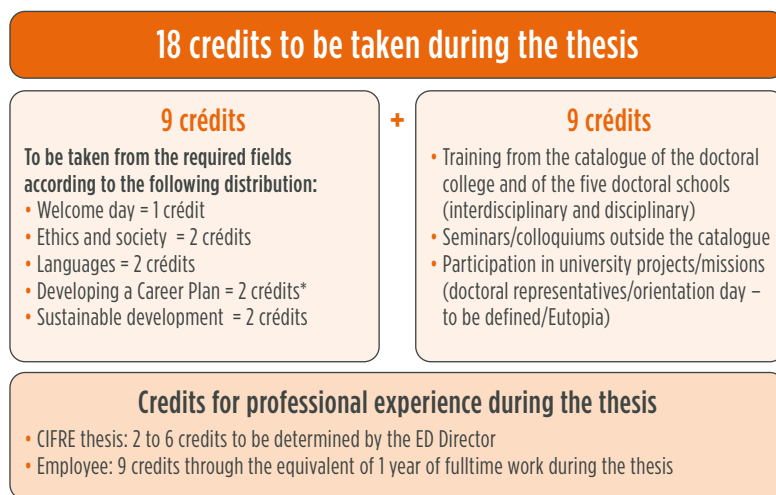 18 credits to be taken during the thesis
9 crédits
To be taken from the required fields
according to the following distribution:
• Welcome day = 1 crédit
• Ethics and society = 2 crédits
• Languages = 2 crédits
• Developing a Career Plan = 2 crédits*
• Sustainable development = 2 crédits
+
9 crédits
• Training from the catalogue of the doctoral
college and of the five doctoral schools
(interdisciplinary and disciplinary)
• Seminars/colloquiums outside the catalogue
• Participation in university projects/missions
(doctoral representatives/orientation day –
to be defined/Eutopia)
Credits for professional experience during the thesis
• CIFRE thesis: 2 to 6 credits to be determined by the ED Director
• Employee: 9 credits through the equivalent of 1 year of fulltime work during the thesis